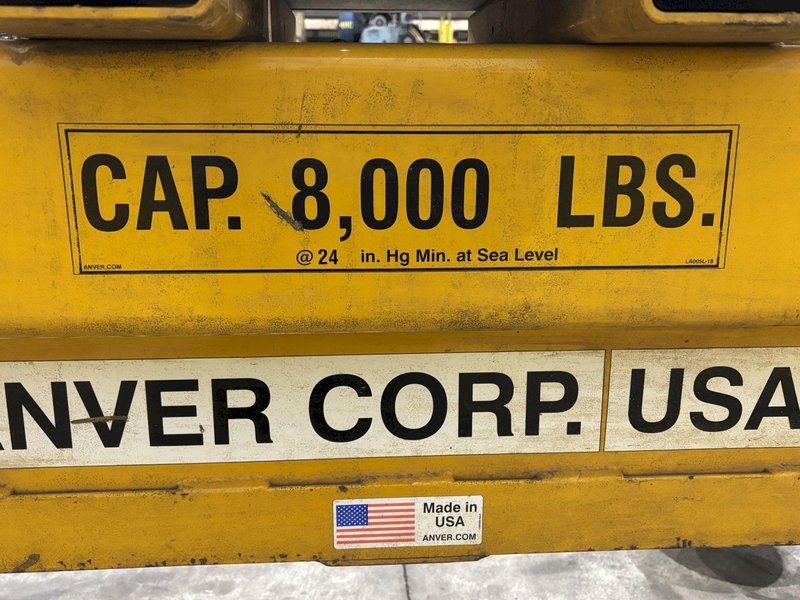 CAP. 8,000 LBS.
@ 24 in. Hg Min. at Sea Level
ANVER.COM
LA005L-18
ANVER CORP. USA
Made in
USA
ANVER.COM